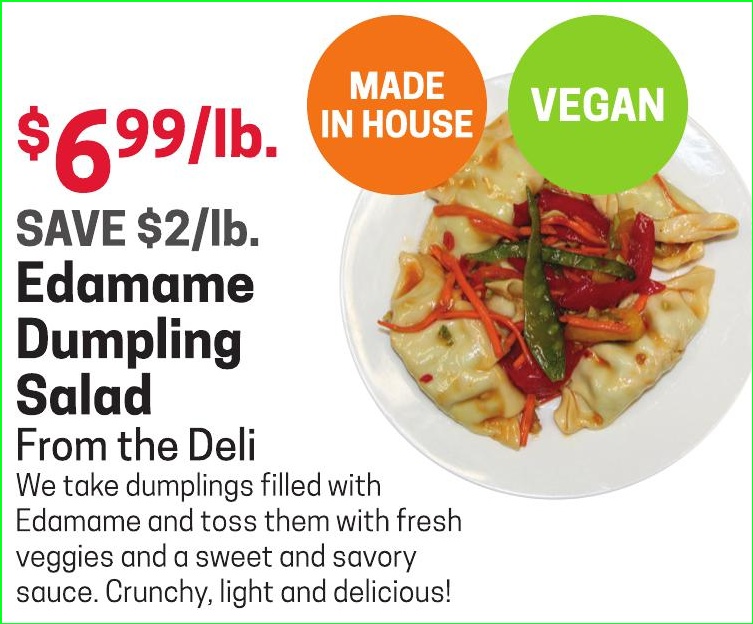 MADE
IN HOUSE
VEGAN
$6.99/lb.
SAVE $2/lb.
Edamame
Dumpling
Salad
From the Deli
We take dumplings filled with
Edamame and toss them with fresh
veggies and a sweet and savory
sauce. Crunchy, light and delicious!